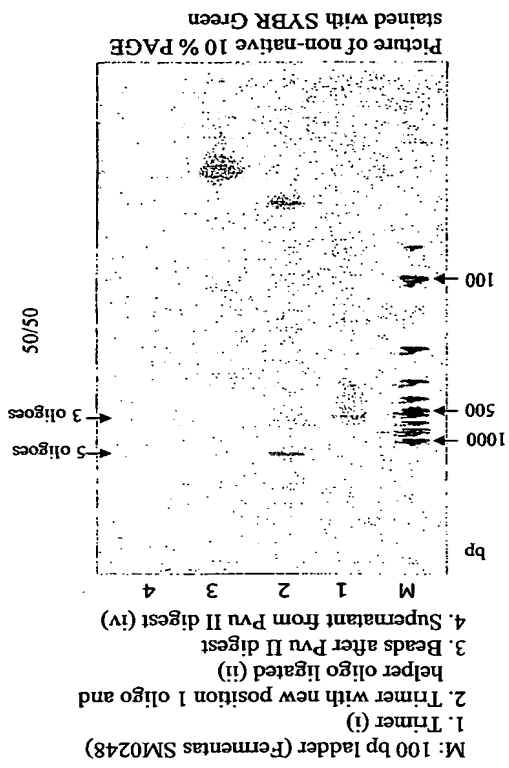 M: 100 bp ladder (Fermentas SM0248)
1. Trimer (i)
2. Trimer with new position 1 oligo and
helper oligo ligated (ii)
3. Beads after Pvu II digest
4. Supernatant from Pvu II digest (iv)
M 1 2 3 4
bp
1000
5 oligoes
500
3 oligoes
100
50/50
Picture of non-native 10 % PAGE
stained with SYBR Green